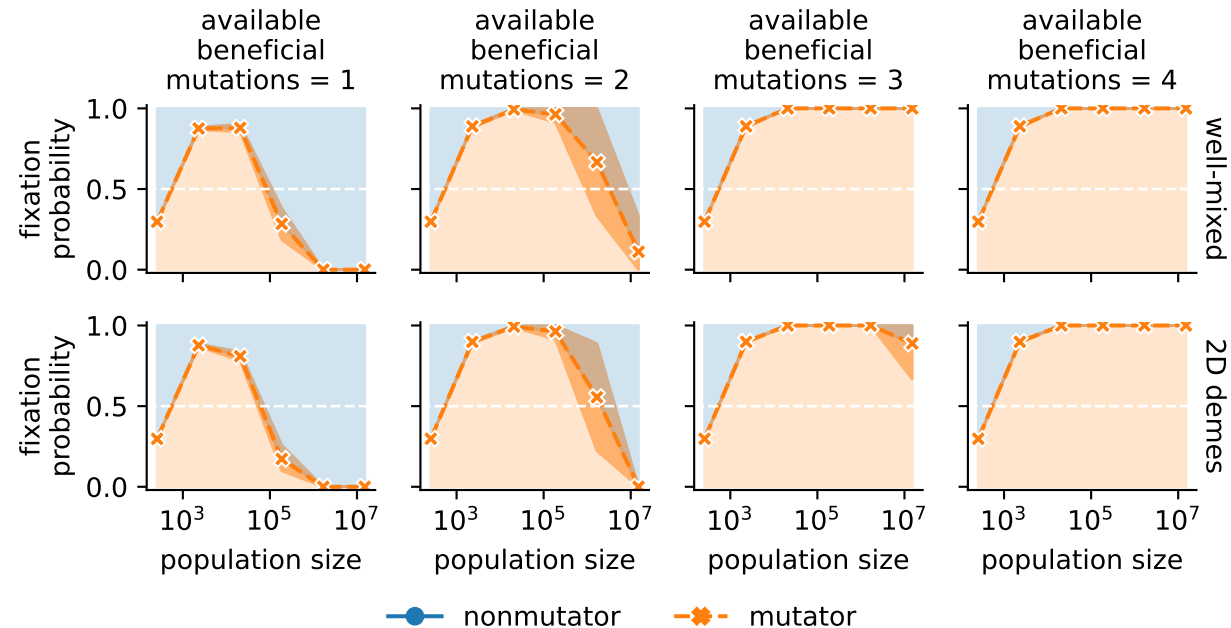 available
beneficial
mutations = 1
available
beneficial
mutations = 2
available
beneficial
mutations = 3
available
beneficial
mutations = 4
fixation
probability
1.0
0.5
0.0
well-mixed
fixation
probability
1.0
0.5
0.0
2D demes
10³ 10⁵ 10⁷
10³ 10⁵ 10⁷
10³ 10⁵ 10⁷
10³ 10⁵ 10⁷
population size
population size
population size
population size
nonmutator
mutator